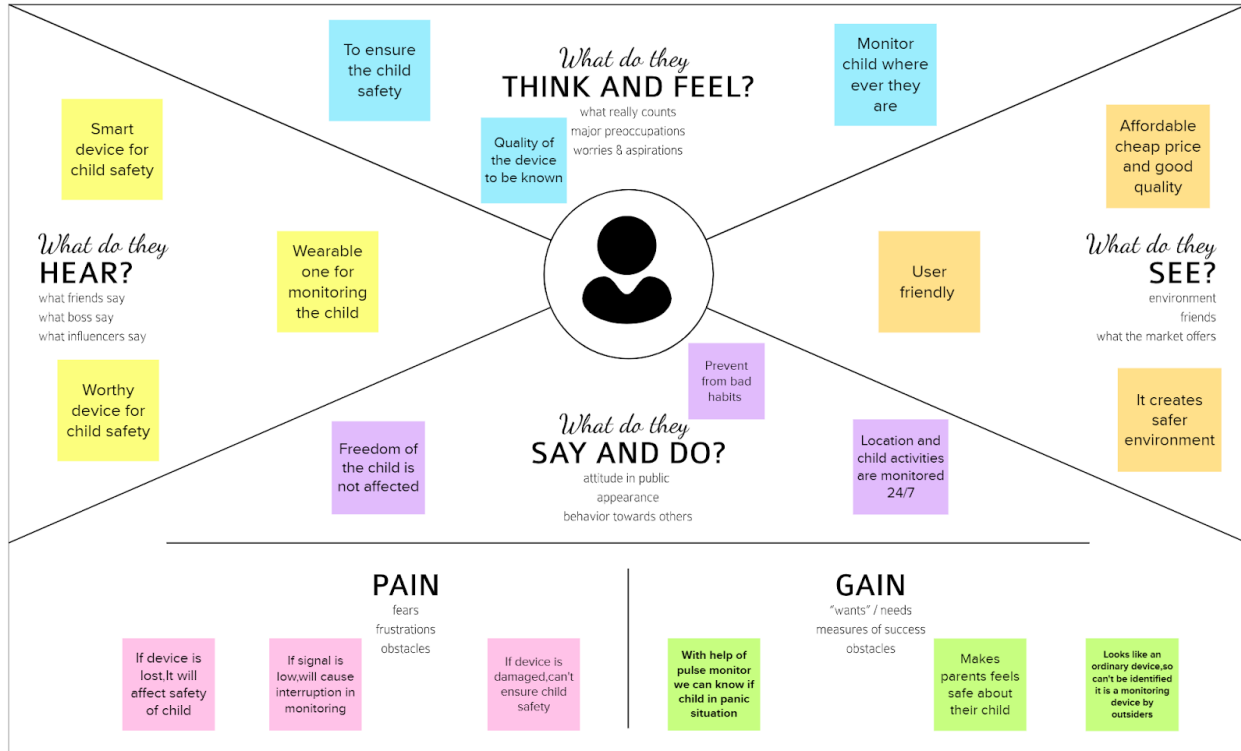 To ensure
the child
safety
What do they
THINK AND FEEL?
what really counts
major preocupations
worries & aspirations
Monitor
child where
ever they
are
Quality of
the device
to be known
Smart
device for
child safety
What do they
HEAR?
what friends say
what boss say
what influencers say
Wearable
one for
monitoring
the child
Worthy
device for
child safety
Affordable
cheap price
and good
quality
User
friendly
What do they
SEE?
environment
friends
what the market offers
It creates
safer
environment
Prevent
from bad
habits
Freedom of
the child is
not affected
What do they
SAY AND DO?
attitude in public
appearance
behavior towards others
Location and
child activities
are monitored
24/7
PAIN
fears
frustrations
obstacles
If device is
lost,It will
affect safety
of child
If signal is
low,will cause
interruption in
monitoring
If device is
damaged,can't
ensure child
safety
GAIN
"wants" / needs
measures of success
obstacles
With help of
pulse monitor
we can know if
child in panic
situation
Makes
parents feels
safe about
their child
Looks like an
ordinary device,so
can't be identified
it is a monitoring
device by
outsiders